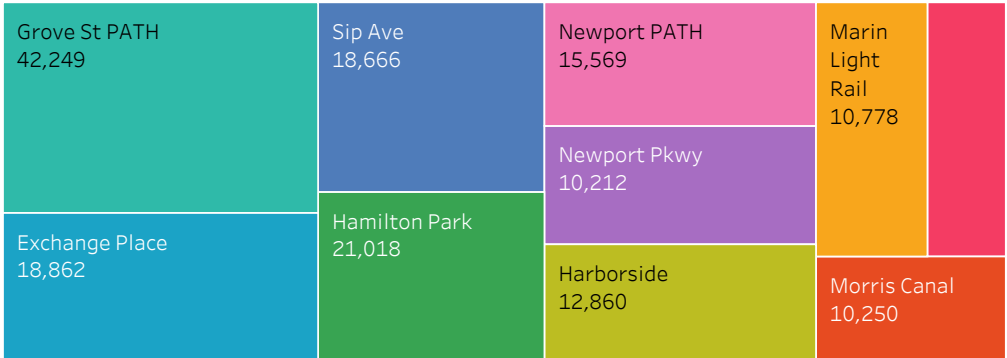 Grove St PATH
42,249
Exchange Place
18,862
Sip Ave
18,666
Hamilton Park
21,018
Newport PATH
15,569
Newport Pkwy
10,212
Harborside
12,860
Marin
Light
Rail
10,778
Morris Canal
10,250